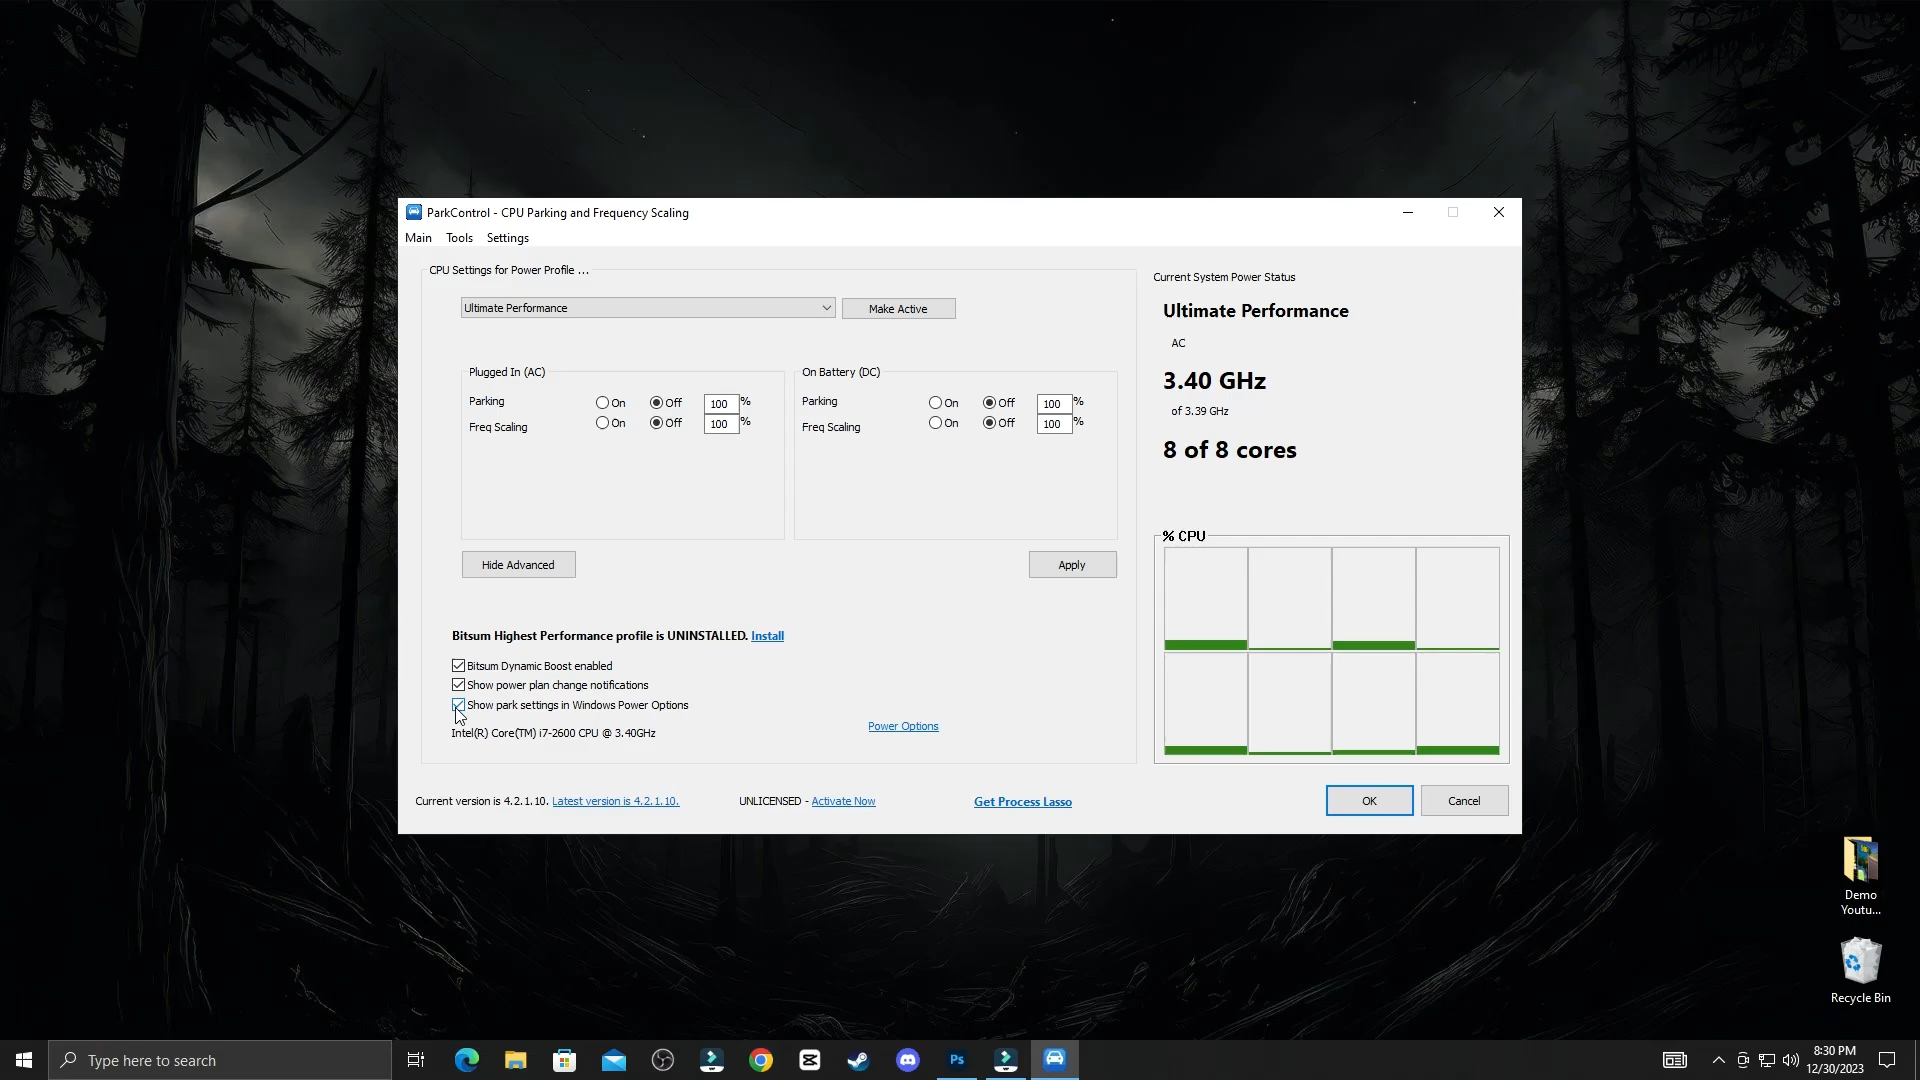 ParkControl - CPU Parking and Frequency Scaling
Main Tools Settings
CPU Settings for Power Profile ...
Ultimate Performance
Make Active
Plugged In (AC)
Parking On Off 100 %
Freq Scaling On Off 100 %
On Battery (DC)
Parking On Off 100 %
Freq Scaling On Off 100 %
Hide Advanced
Apply
Bitsum Highest Performance profile is UNINSTALLED. Install
Bitsum Dynamic Boost enabled
Show power plan change notifications
Show park settings in Windows Power Options
Power Options
Intel(R) Core(TM) i7-2600 CPU @ 3.40GHz
Current System Power Status
Ultimate Performance
AC
3.40 GHz
of 3.39 GHz
8 of 8 cores
% CPU
Current version is 4.2.1.10. Latest version is 4.2.1.10.
UNLICENSED - Activate Now
Get Process Lasso
OK
Cancel
Demo
Youtu...
Recycle Bin
Type here to search
Ps
8:30 PM
12/30/2023